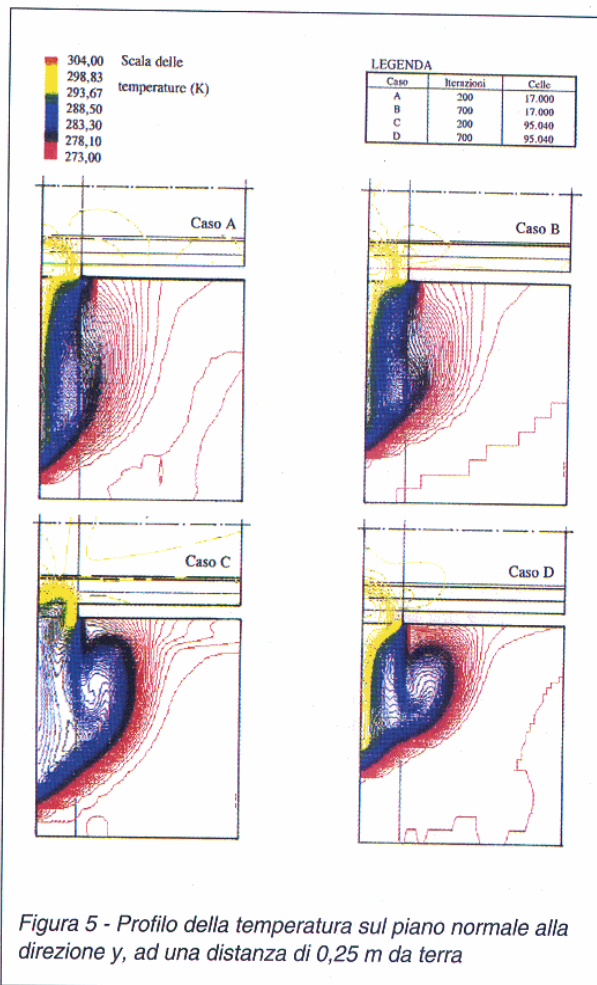 304,00 Scala delle
298,83
temperature (K)
293,67
288,50
283,30
278,10
273,00
LEGENDA
Caso Iterazioni Celle
A 200 17.000
B 700 17.000
C 200 95.040
D 700 95.040
Caso A
Caso B
Caso C
Caso D
Figura 5 - Profilo della temperatura sul piano normale alla
direzione y, ad una distanza di 0,25 m da terra